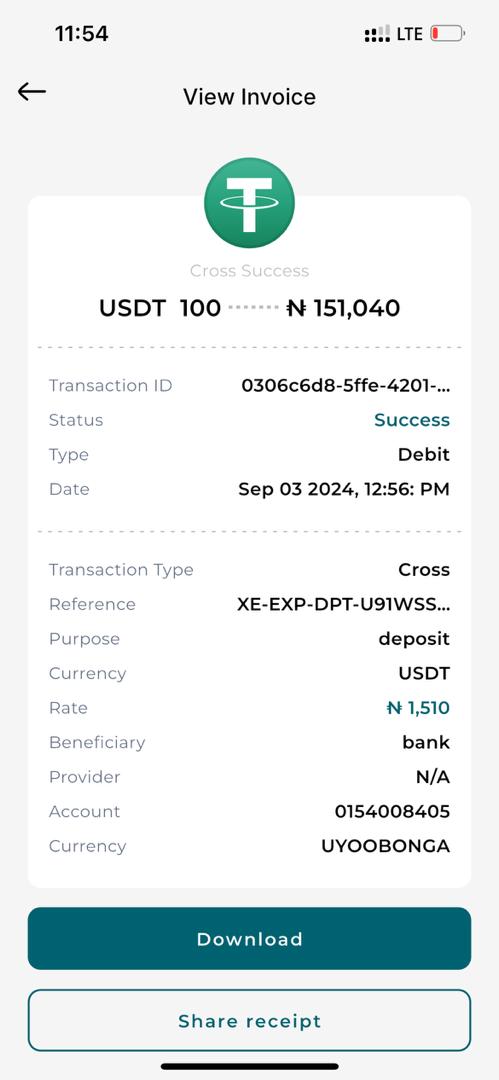 11:54 LTE
View Invoice
Cross Success
USDT 100 ₦ 151,040
Transaction ID 0306c6d8-5ffe-4201-...
Status Success
Type Debit
Date Sep 03 2024, 12:56: PM
Transaction Type Cross
Reference XE-EXP-DPT-U91WSS...
Purpose deposit
Currency USDT
Rate ₦ 1,510
Beneficiary bank
Provider N/A
Account 0154008405
Currency UYOOBONGA
Download
Share receipt